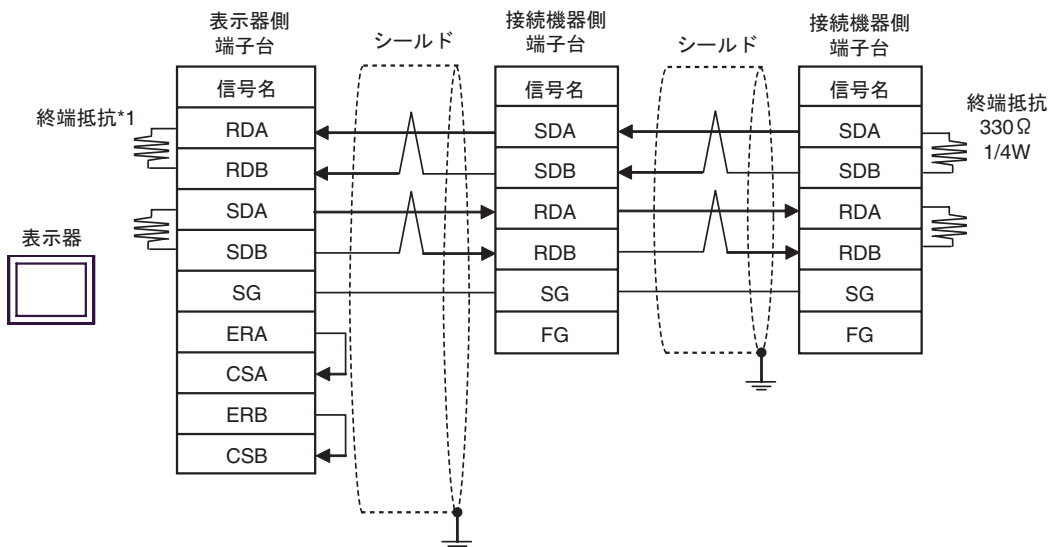 表示器側
端子台
シールド
接続機器側
端子台
シールド
接続機器側
端子台
終端抵抗*1
表示器
信号名
RDA
RDB
SDA
SDB
SG
ERA
CSA
ERB
CSB
信号名
SDA
SDB
RDA
RDB
SG
FG
信号名
SDA
SDB
RDA
RDB
SG
FG
終端抵抗
330Ω
1/4W